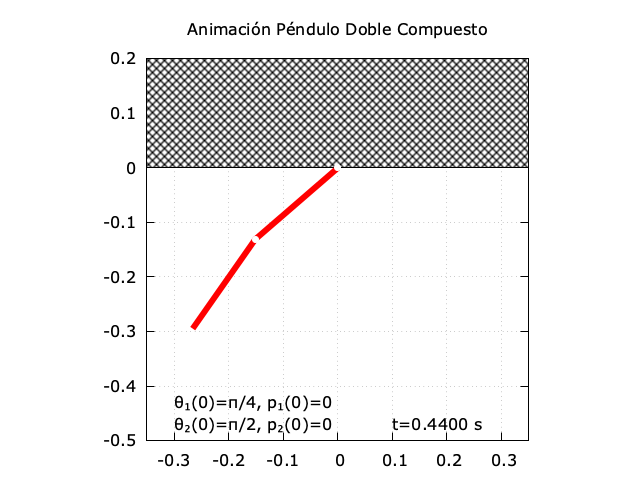 Animación Péndulo Doble Compuesto
0.2
0.1
0
-0.1
-0.2
-0.3
-0.4
-0.5
θ₁(0)=π/4, p₁(0)=0
θ₂(0)=π/2, p₂(0)=0
t=0.4400 s
-0.3 -0.2 -0.1 0 0.1 0.2 0.3